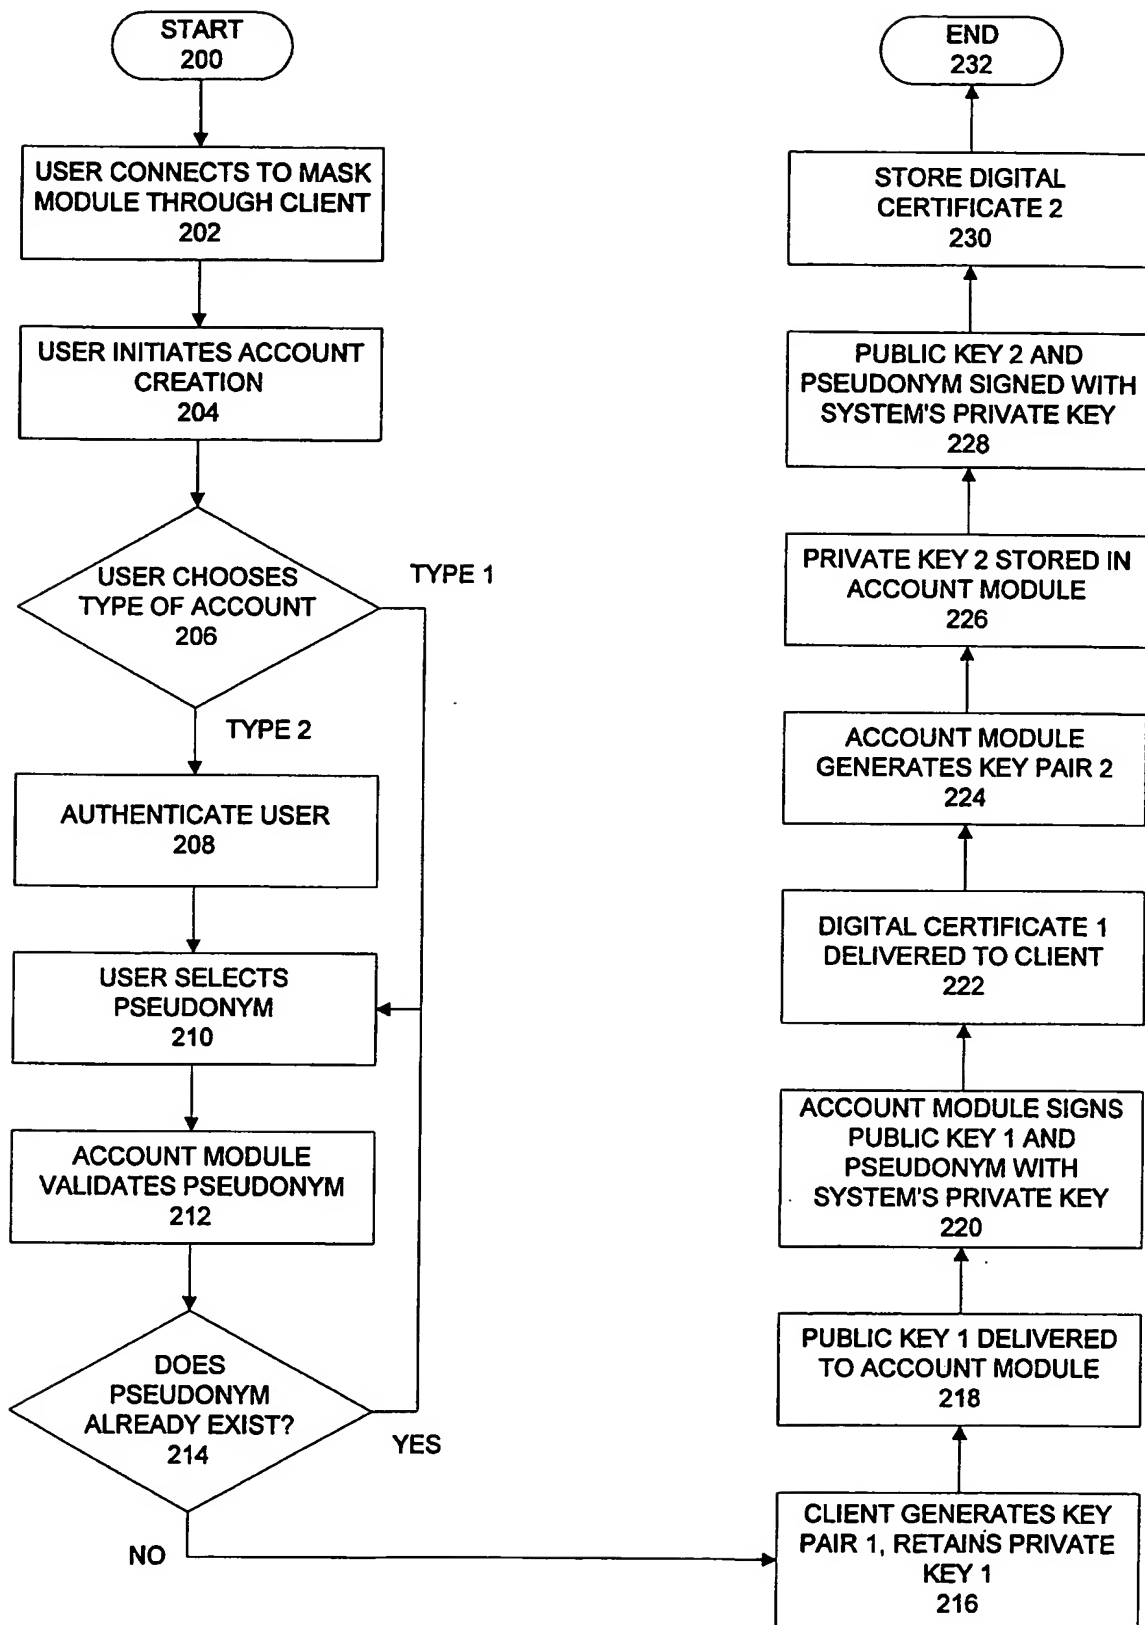 START
200
USER CONNECTS TO MASK
MODULE THROUGH CLIENT
202
USER INITIATES ACCOUNT
CREATION
204
USER CHOOSES
TYPE OF ACCOUNT
206
TYPE 1
TYPE 2
AUTHENTICATE USER
208
USER SELECTS
PSEUDONYM
210
ACCOUNT MODULE
VALIDATES PSEUDONYM
212
DOES
PSEUDONYM
ALREADY EXIST?
214
YES
NO
CLIENT GENERATES KEY
PAIR 1, RETAINS PRIVATE
KEY 1
216
PUBLIC KEY 1 DELIVERED
TO ACCOUNT MODULE
218
ACCOUNT MODULE SIGNS
PUBLIC KEY 1 AND
PSEUDONYM WITH
SYSTEM'S PRIVATE KEY
220
DIGITAL CERTIFICATE 1
DELIVERED TO CLIENT
222
ACCOUNT MODULE
GENERATES KEY PAIR 2
224
PRIVATE KEY 2 STORED IN
ACCOUNT MODULE
226
PUBLIC KEY 2 AND
PSEUDONYM SIGNED WITH
SYSTEM'S PRIVATE KEY
228
STORE DIGITAL
CERTIFICATE 2
230
END
232